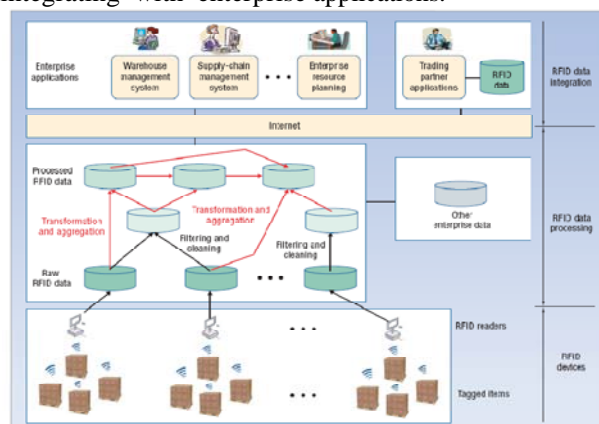 integrating with enterprise applications.
Enterprise
applications
Warehouse
management
system
Supply-chain
management
system
Enterprise
resource
planning
Trading
partner
applications
RFID
data
RFID data
integration
Internet
Processed
RFID data
Transformation
and aggregation
Transformation and
aggregation
Filtering and
cleaning
Filtering and
cleaning
Raw
RFID data
Other
enterprise data
RFID data
processing
RFID readers
Tagged items
RFID
devices